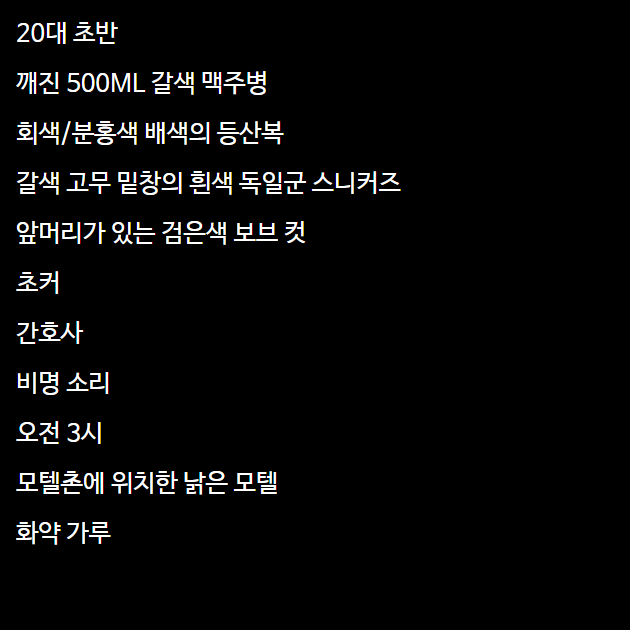 20대 초반
깨진 500ML 갈색 맥주병
회색/분홍색 배색의 등산복
갈색 고무 밑창의 흰색 독일군 스니커즈
앞머리가 있는 검은색 보브 컷
초커
간호사
비명 소리
오전 3시
모텔촌에 위치한 낡은 모텔
화약 가루